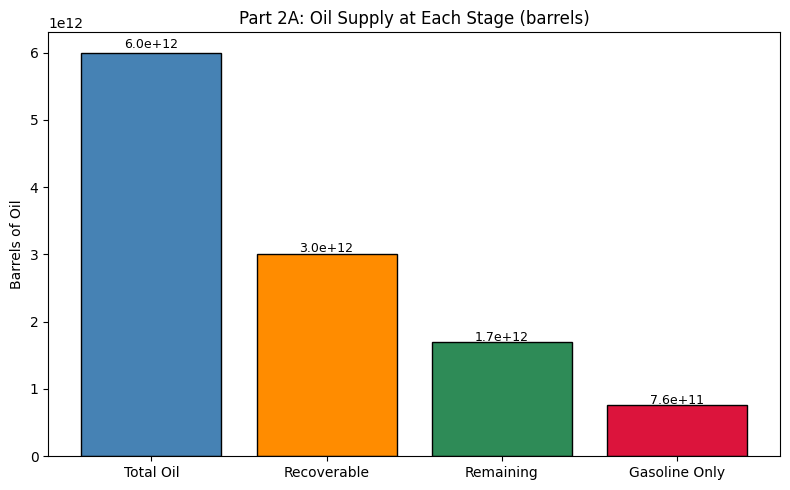 Part 2A: Oil Supply at Each Stage (barrels)
1e12
6
5
4
3
2
1
0
Barrels of Oil
6.0e+12
3.0e+12
1.7e+12
7.6e+11
Total Oil
Recoverable
Remaining
Gasoline Only